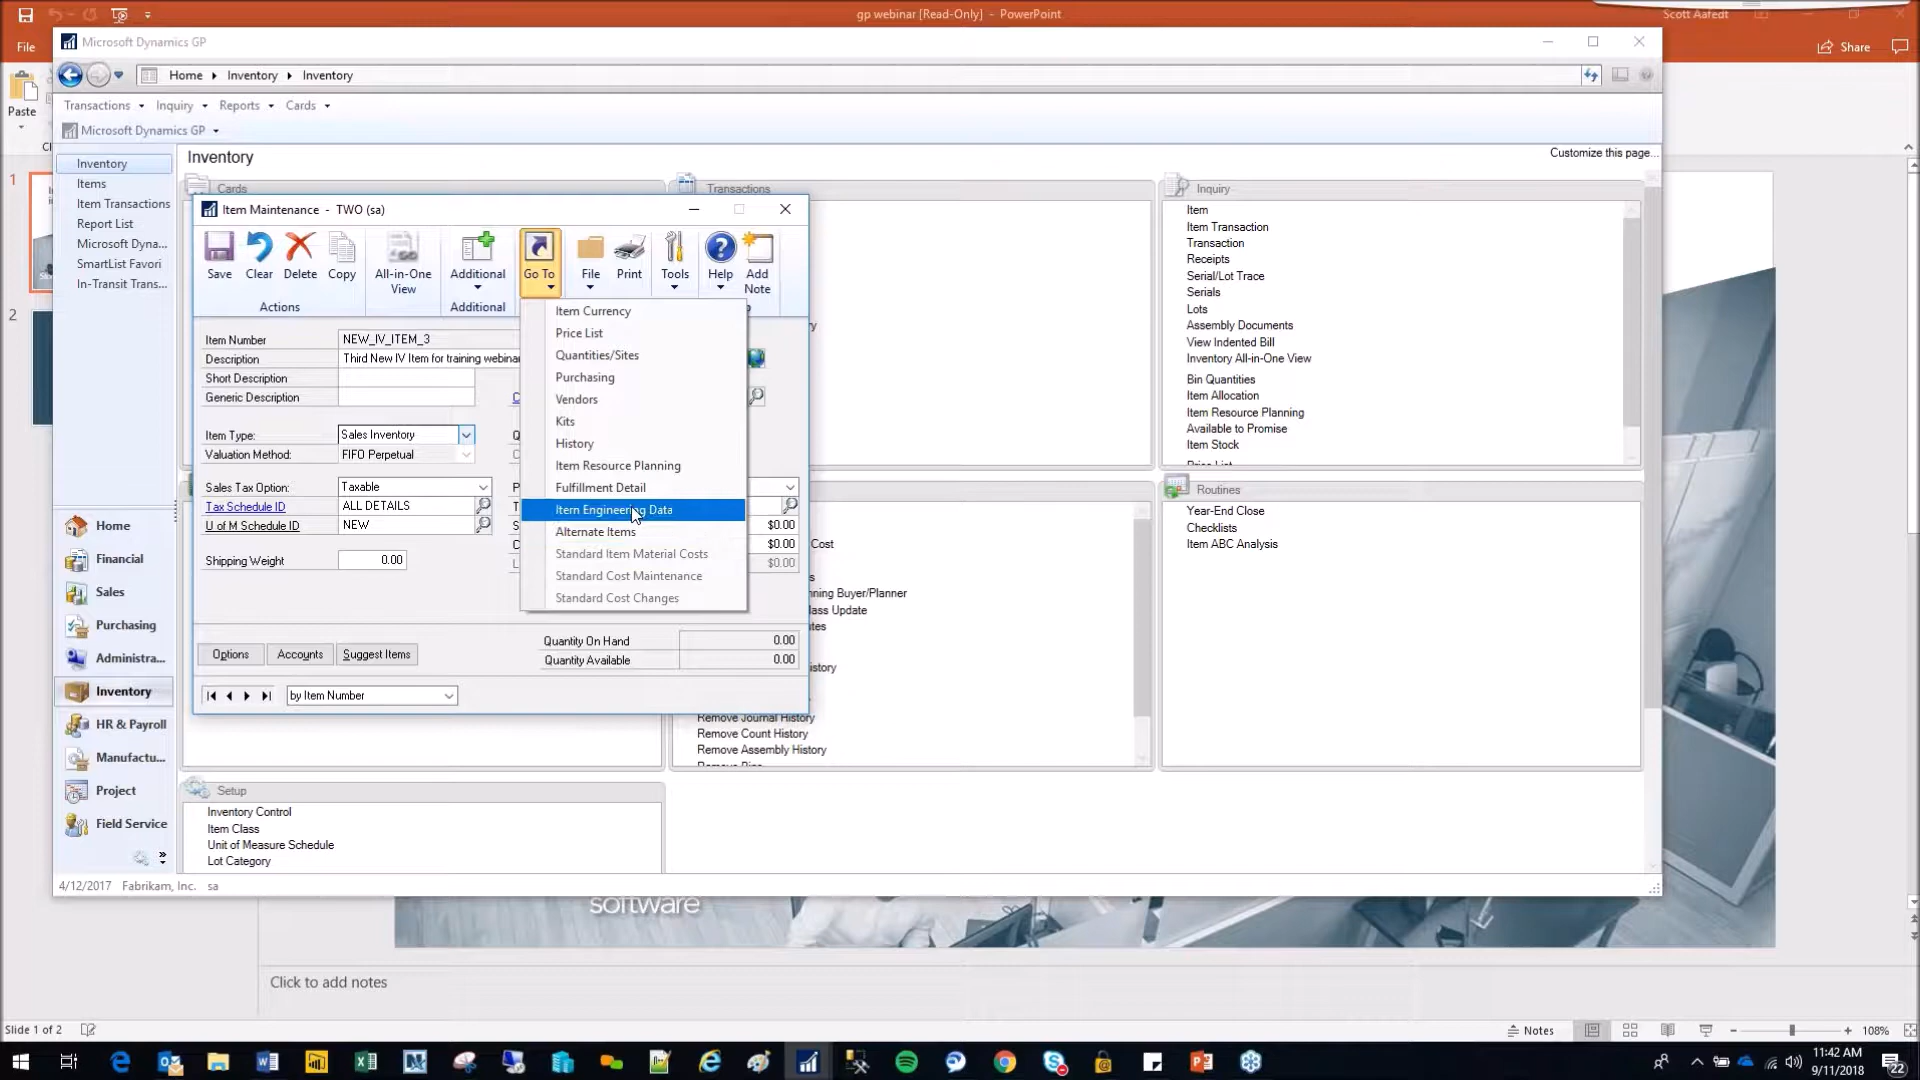 gp webinar [Read-Only] - PowerPoint
Scott Aafedt
File
Share
Paste
Microsoft Dynamics GP
Home
Inventory
Inventory
Transactions
Inquiry
Reports
Cards
Microsoft Dynamics GP
Inventory
Items
Item Transactions
Report List
Microsoft Dyna...
SmartList Favori
In-Transit Trans...
Home
Financial
Sales
Purchasing
Administra...
Inventory
HR & Payroll
Manufactu...
Project
Field Service
Inventory
Customize this page...
Cards
Transactions
Inquiry
Item
Item Transaction
Transaction
Receipts
Serial/Lot Trace
Serials
Lots
Assembly Documents
View Indented Bill
Inventory All-in-One View
Bin Quantities
Item Allocation
Item Resource Planning
Available to Promise
Item Stock
Price List
Routines
Year-End Close
Checklists
Item ABC Analysis
Item Maintenance - TWO (sa)
Save
Clear
Delete
Copy
All-in-One View
Additional
Go To
File
Print
Tools
Help
Add Note
Actions
Additional
Item Number NEW_IV_ITEM_3
Description Third New IV Item for training webinar
Short Description
Generic Description
Item Type: Sales Inventory
Valuation Method: FIFO Perpetual
Sales Tax Option: Taxable
Tax Schedule ID ALL DETAILS
U of M Schedule ID NEW
Shipping Weight 0.00
Item Currency
Price List
Quantities/Sites
Purchasing
Vendors
Kits
History
Item Resource Planning
Fulfillment Detail
Item Engineering Data
Alternate Items
Standard Item Material Costs
Standard Cost Maintenance
Standard Cost Changes
$0.00
$0.00
$0.00
Quantity On Hand 0.00
Quantity Available 0.00
Options
Accounts
Suggest Items
by Item Number
Cost
nning Buyer/Planner
lass Update
ates
istory
Remove Journal History
Remove Count History
Remove Assembly History
Remove Bins
Setup
Inventory Control
Item Class
Unit of Measure Schedule
Lot Category
4/12/2017 Fabrikam, Inc. sa
1
2
software
Click to add notes
Slide 1 of 2
Notes
108%
11:42 AM
9/11/2018
22